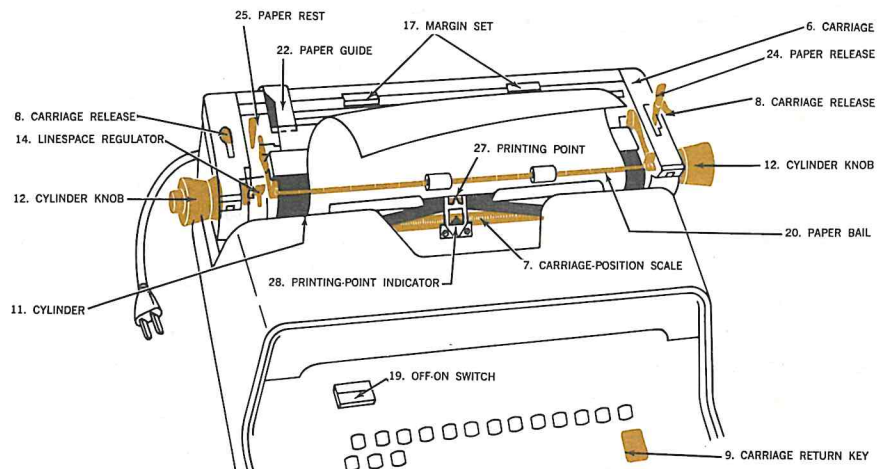 25. PAPER REST
17. MARGIN SET
6. CARRIAGE
22. PAPER GUIDE
24. PAPER RELEASE
8. CARRIAGE RELEASE
8. CARRIAGE RELEASE
14. LINESPACE REGULATOR
27. PRINTING POINT
12. CYLINDER KNOB
12. CYLINDER KNOB
20. PAPER BAIL
7. CARRIAGE-POSITION SCALE
28. PRINTING-POINT INDICATOR
11. CYLINDER
19. OFF-ON SWITCH
9. CARRIAGE RETURN KEY